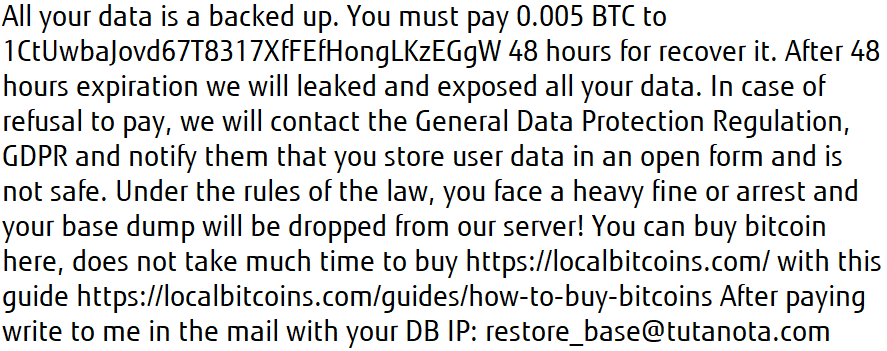 All your data is a backed up. You must pay 0.005 BTC to
1CtUwbaJovd67T8317XfFEfHongLKzEGgW 48 hours for recover it. After 48
hours expiration we will leaked and exposed all your data. In case of
refusal to pay, we will contact the General Data Protection Regulation,
GDPR and notify them that you store user data in an open form and is
not safe. Under the rules of the law, you face a heavy fine or arrest and
your base dump will be dropped from our server! You can buy bitcoin
here, does not take much time to buy https://localbitcoins.com/ with this
guide https://localbitcoins.com/guides/how-to-buy-bitcoins After paying
write to me in the mail with your DB IP: restore_base@tutanota.com